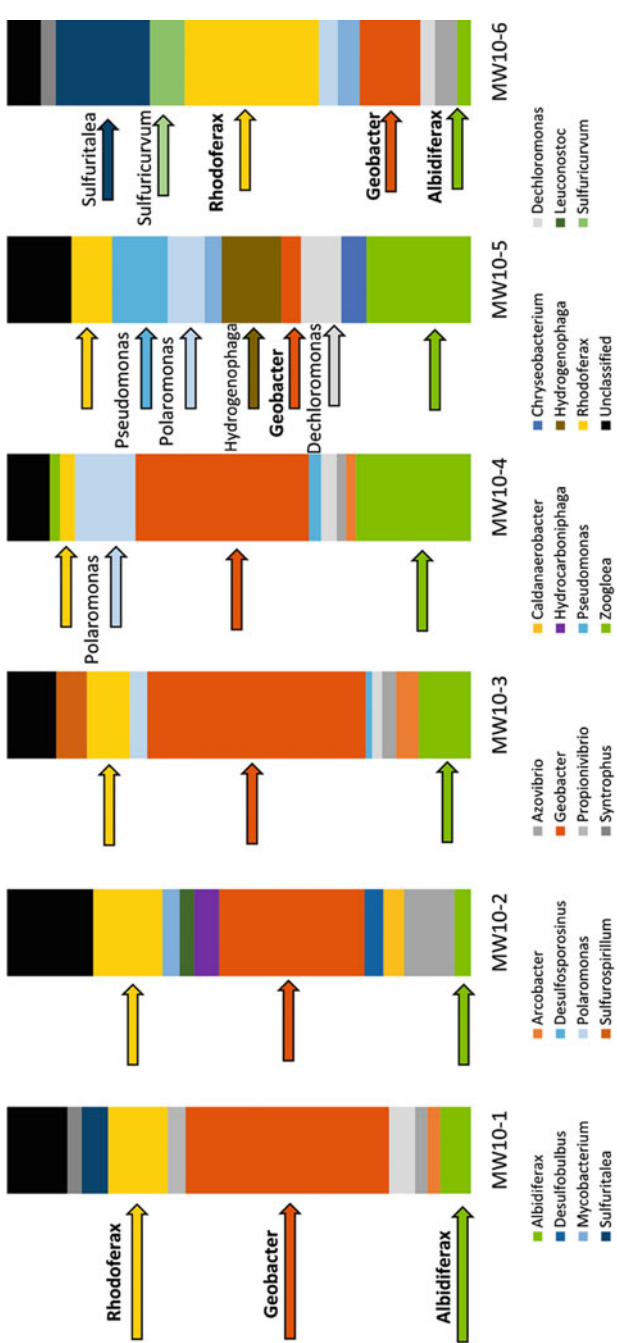 Rhodoferax
Geobacter
Albidiferax
Polaromonas
Pseudomonas
Polaromonas
Hydrogenophaga
Geobacter
Dechloromonas
Sulfuritalea
Sulfuricurvum
Rhodoferax
Geobacter
Albidiferax
MW10-1 MW10-2 MW10-3 MW10-4 MW10-5 MW10-6
Albidiferax Arcobacter Azovibrio Caldanaerobacter Chryseobacterium Dechloromonas
Desulfobulbus Desulfosporosinus Geobacter Hydrocarboniphaga Hydrogenophaga Leuconostoc
Mycobacterium Polaromonas Propionivibrio Pseudomonas Rhodoferax Sulfuricurvum
Sulfuritalea Sulfurospirillum Syntrophus Zoogloea Unclassified